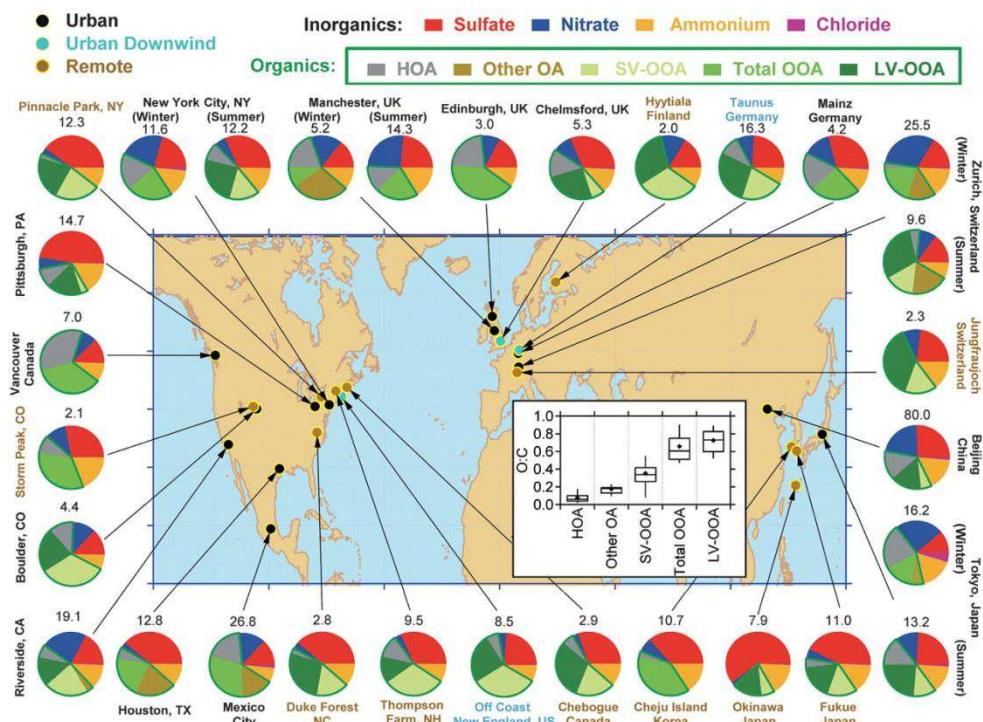 Urban
Urban Downwind
Remote
Inorganics: Sulfate Nitrate Ammonium Chloride
Organics: HOA Other OA SV-OOA Total OOA LV-OOA
Pinnacle Park, NY
12.3
New York City, NY
(Winter) (Summer)
11.6 12.2
Manchester, UK
(Winter) (Summer)
5.2 14.3
Edinburgh, UK
3.0
Chelmsford, UK
5.3
Hyytiala
Finland
2.0
Taunus
Germany
16.3
Mainz
Germany
4.2
25.5
Zurich, Switzerland
(Winter) (Summer)
9.6
Pittsburgh, PA
14.7
Vancouver
Canada
7.0
Jungfraujoch
Switzerland
2.3
Storm Peak, CO
2.1
Beijing
China
80.0
Boulder, CO
4.4
Tokyo, Japan
(Winter) (Summer)
16.2
13.2
O:C
1.0
0.8
0.6
0.4
0.2
0.0
HOA
Other OA
SV-OOA
Total OOA
LV-OOA
Riverside, CA
19.1
12.8
Houston, TX
26.8
Mexico
City
2.8
Duke Forest
NC
9.5
Thompson
Farm, NH
8.5
Off Coast
New England, US
2.9
Chebogue
Canada
10.7
Cheju Island
Korea
7.9
Okinawa
Japan
11.0
Fukue
Japan